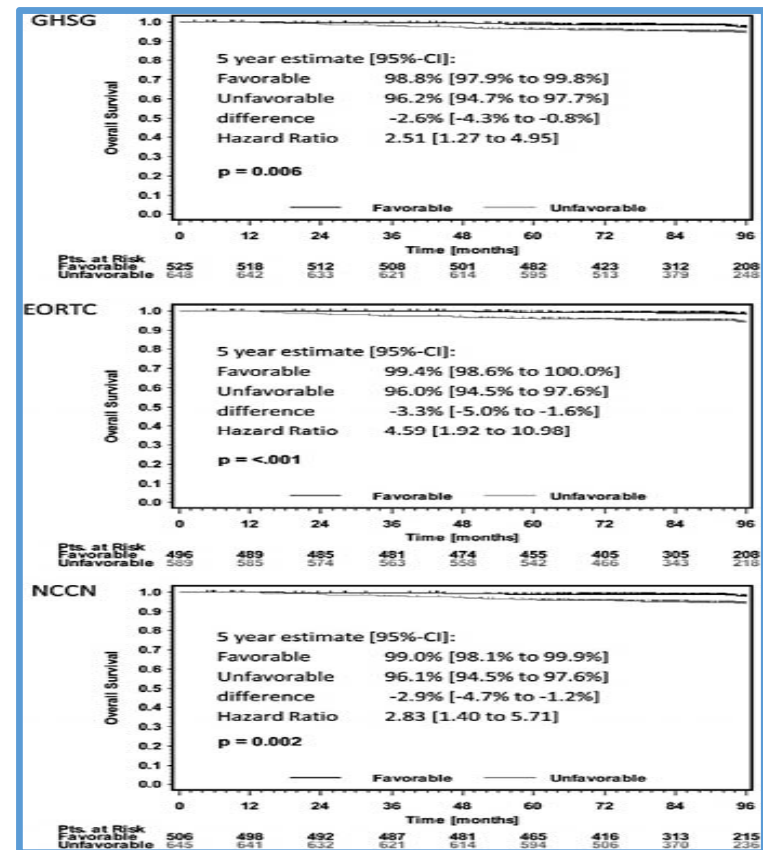 GHSG
1.0
0.9
0.8
0.7
0.6
0.5
0.4
0.3
0.2
0.1
0.0
Overall Survival
5 year estimate [95%-CI]:
Favorable 98.8% [97.9% to 99.8%]
Unfavorable 96.2% [94.7% to 97.7%]
difference -2.6% [-4.3% to -0.8%]
Hazard Ratio 2.51 [1.27 to 4.95]
p = 0.006
Favorable Unfavorable
0 12 24 36 48 60 72 84 96
Time [months]
Pts. at Risk
Favorable 525 518 512 508 501 482 423 312 208
Unfavorable 648 642 633 621 614 595 513 379 248
EORTC
1.0
0.9
0.8
0.7
0.6
0.5
0.4
0.3
0.2
0.1
0.0
Overall Survival
5 year estimate [95%-CI]:
Favorable 99.4% [98.6% to 100.0%]
Unfavorable 96.0% [94.5% to 97.6%]
difference -3.3% [-5.0% to -1.6%]
Hazard Ratio 4.59 [1.92 to 10.98]
p = <.001
Favorable Unfavorable
0 12 24 36 48 60 72 84 96
Time [months]
Pts. at Risk
Favorable 496 489 485 481 474 455 405 305 208
Unfavorable 589 585 574 563 558 542 466 343 218
NCCN
1.0
0.9
0.8
0.7
0.6
0.5
0.4
0.3
0.2
0.1
0.0
Overall Survival
5 year estimate [95%-CI]:
Favorable 99.0% [98.1% to 99.9%]
Unfavorable 96.1% [94.5% to 97.6%]
difference -2.9% [-4.7% to -1.2%]
Hazard Ratio 2.83 [1.40 to 5.71]
p = 0.002
Favorable Unfavorable
0 12 24 36 48 60 72 84 96
Time [months]
Pts. at Risk
Favorable 506 498 492 487 481 465 416 313 215
Unfavorable 645 641 632 621 614 594 506 370 236